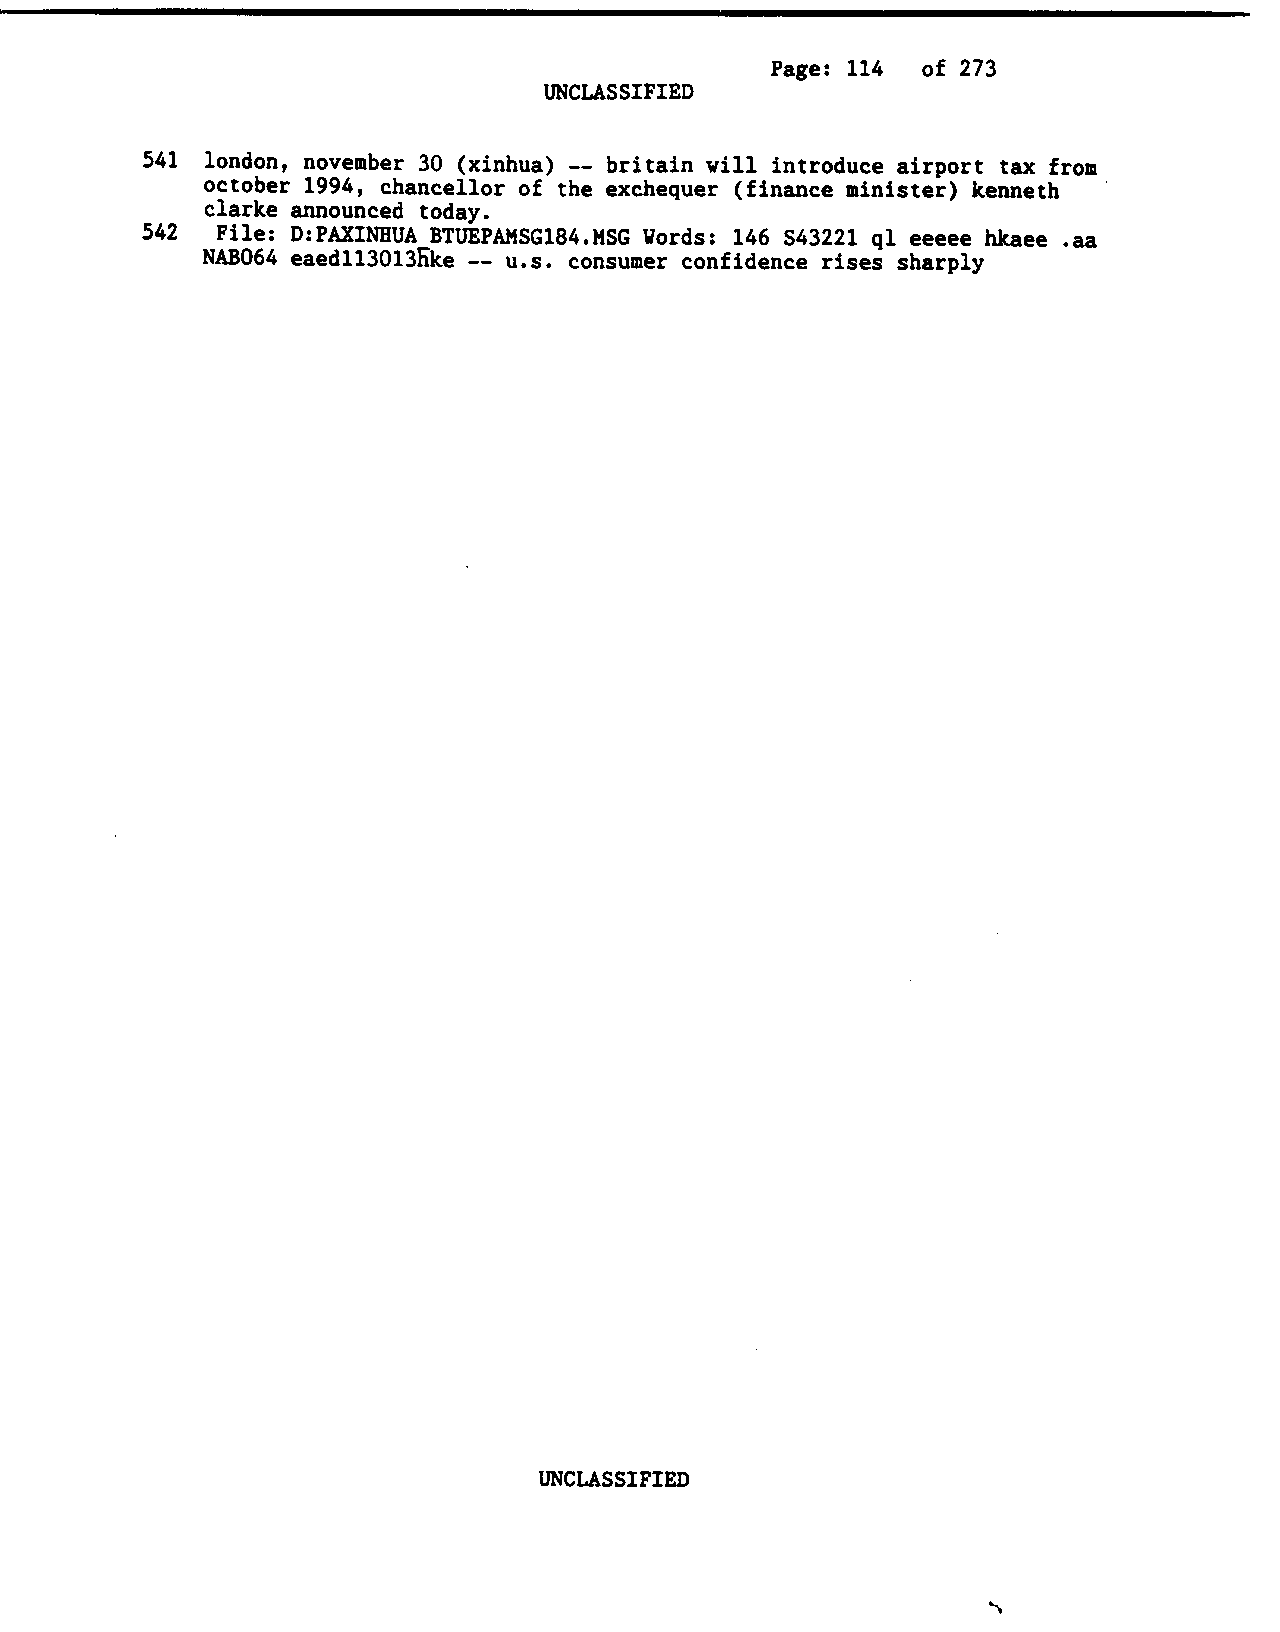 Page: 114 of 273
UNCLASSIFIED
541 london, november 30 (xinhua) -- britain will introduce airport tax from
october 1994, chancellor of the exchequer (finance minister) kenneth
clarke announced today.
542 File: D:PAXINHUA_BTUEPAMSG184.MSG Words: 146 S43221 ql eeeee hkaee .aa
NAB064 eaedl113013hke -- u.s. consumer confidence rises sharply
UNCLASSIFIED